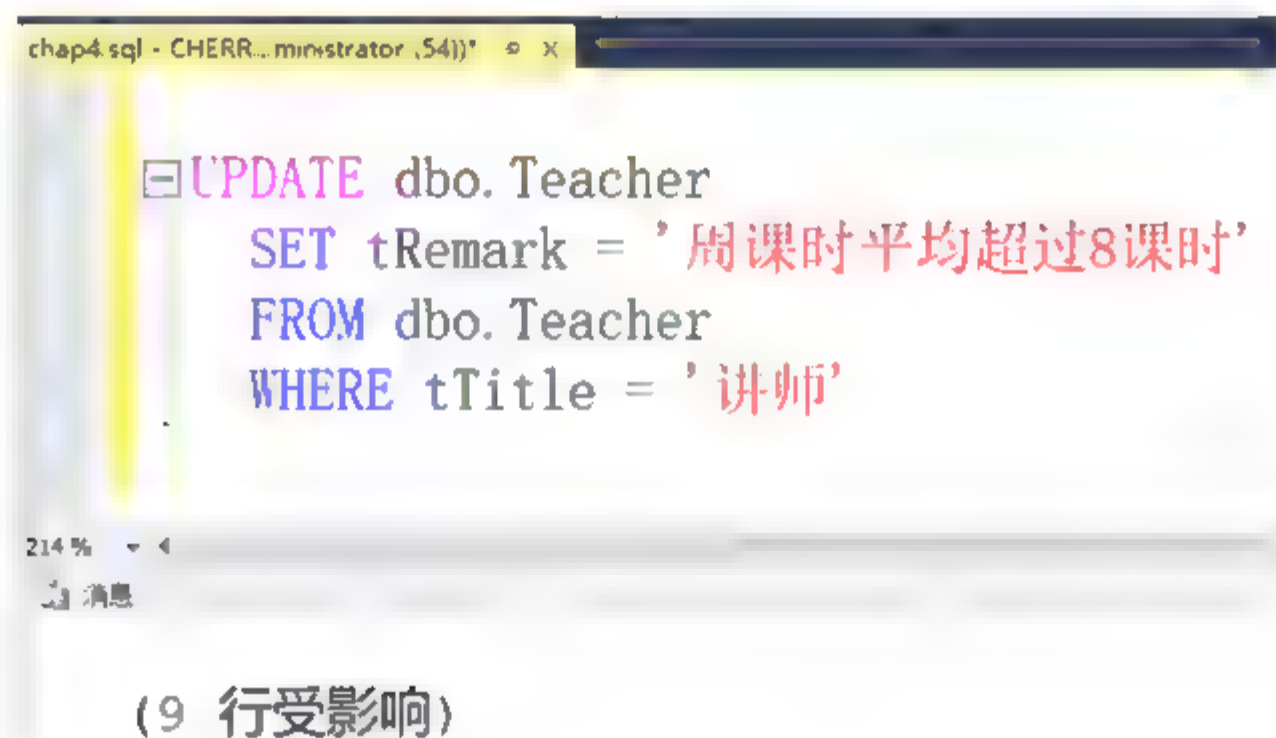 chap4.sql - CHERR...ministrator (54))*
UPDATE dbo.Teacher
SET tRemark = '周课时平均超过8课时'
FROM dbo.Teacher
WHERE tTitle = '讲师'
214 %
消息
(9 行受影响)